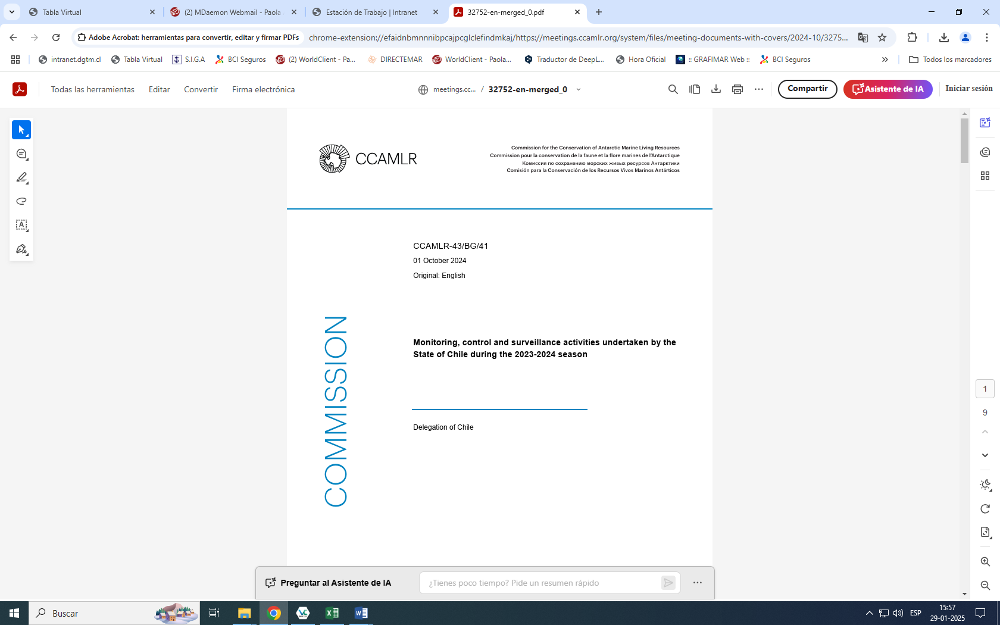 Tabla Virtual
(2) MDaemon Webmail - Paola
Estación de Trabajo | Intranet
32752-en-merged_0.pdf
Adobe Acrobat: herramientas para convertir, editar y firmar PDFs
chrome-extension://efaidnbmnnnibpcajpcglclefindmkaj/https://meetings.ccamlr.org/system/files/meeting-documents-with-covers/2024-10/3275...
intranet.dgtm.cl
Tabla Virtual
S.I.G.A
BCI Seguros
(2) WorldClient - Pa...
DIRECTEMAR
WorldClient - Paola...
Traductor de DeepL...
Hora Oficial
:: GRAFIMAR Web ::
BCI Seguros
Todos los marcadores
Todas las herramientas
Editar
Convertir
Firma electrónica
meetings.cc... / 32752-en-merged_0
Compartir
Asistente de IA
Iniciar sesión
CCAMLR
Commission for the Conservation of Antarctic Marine Living Resources
Commission pour la conservation de la faune et la flore marines de l'Antarctique
Комиссия по сохранению морских живых ресурсов Антарктики
Comisión para la Conservación de los Recursos Vivos Marinos Antárticos
CCAMLR-43/BG/41
01 October 2024
Original: English
COMMISSION
Monitoring, control and surveillance activities undertaken by the
State of Chile during the 2023-2024 season
Delegation of Chile
1
9
Preguntar al Asistente de IA
¿Tienes poco tiempo? Pide un resumen rápido
Buscar
ESP
15:57
29-01-2025